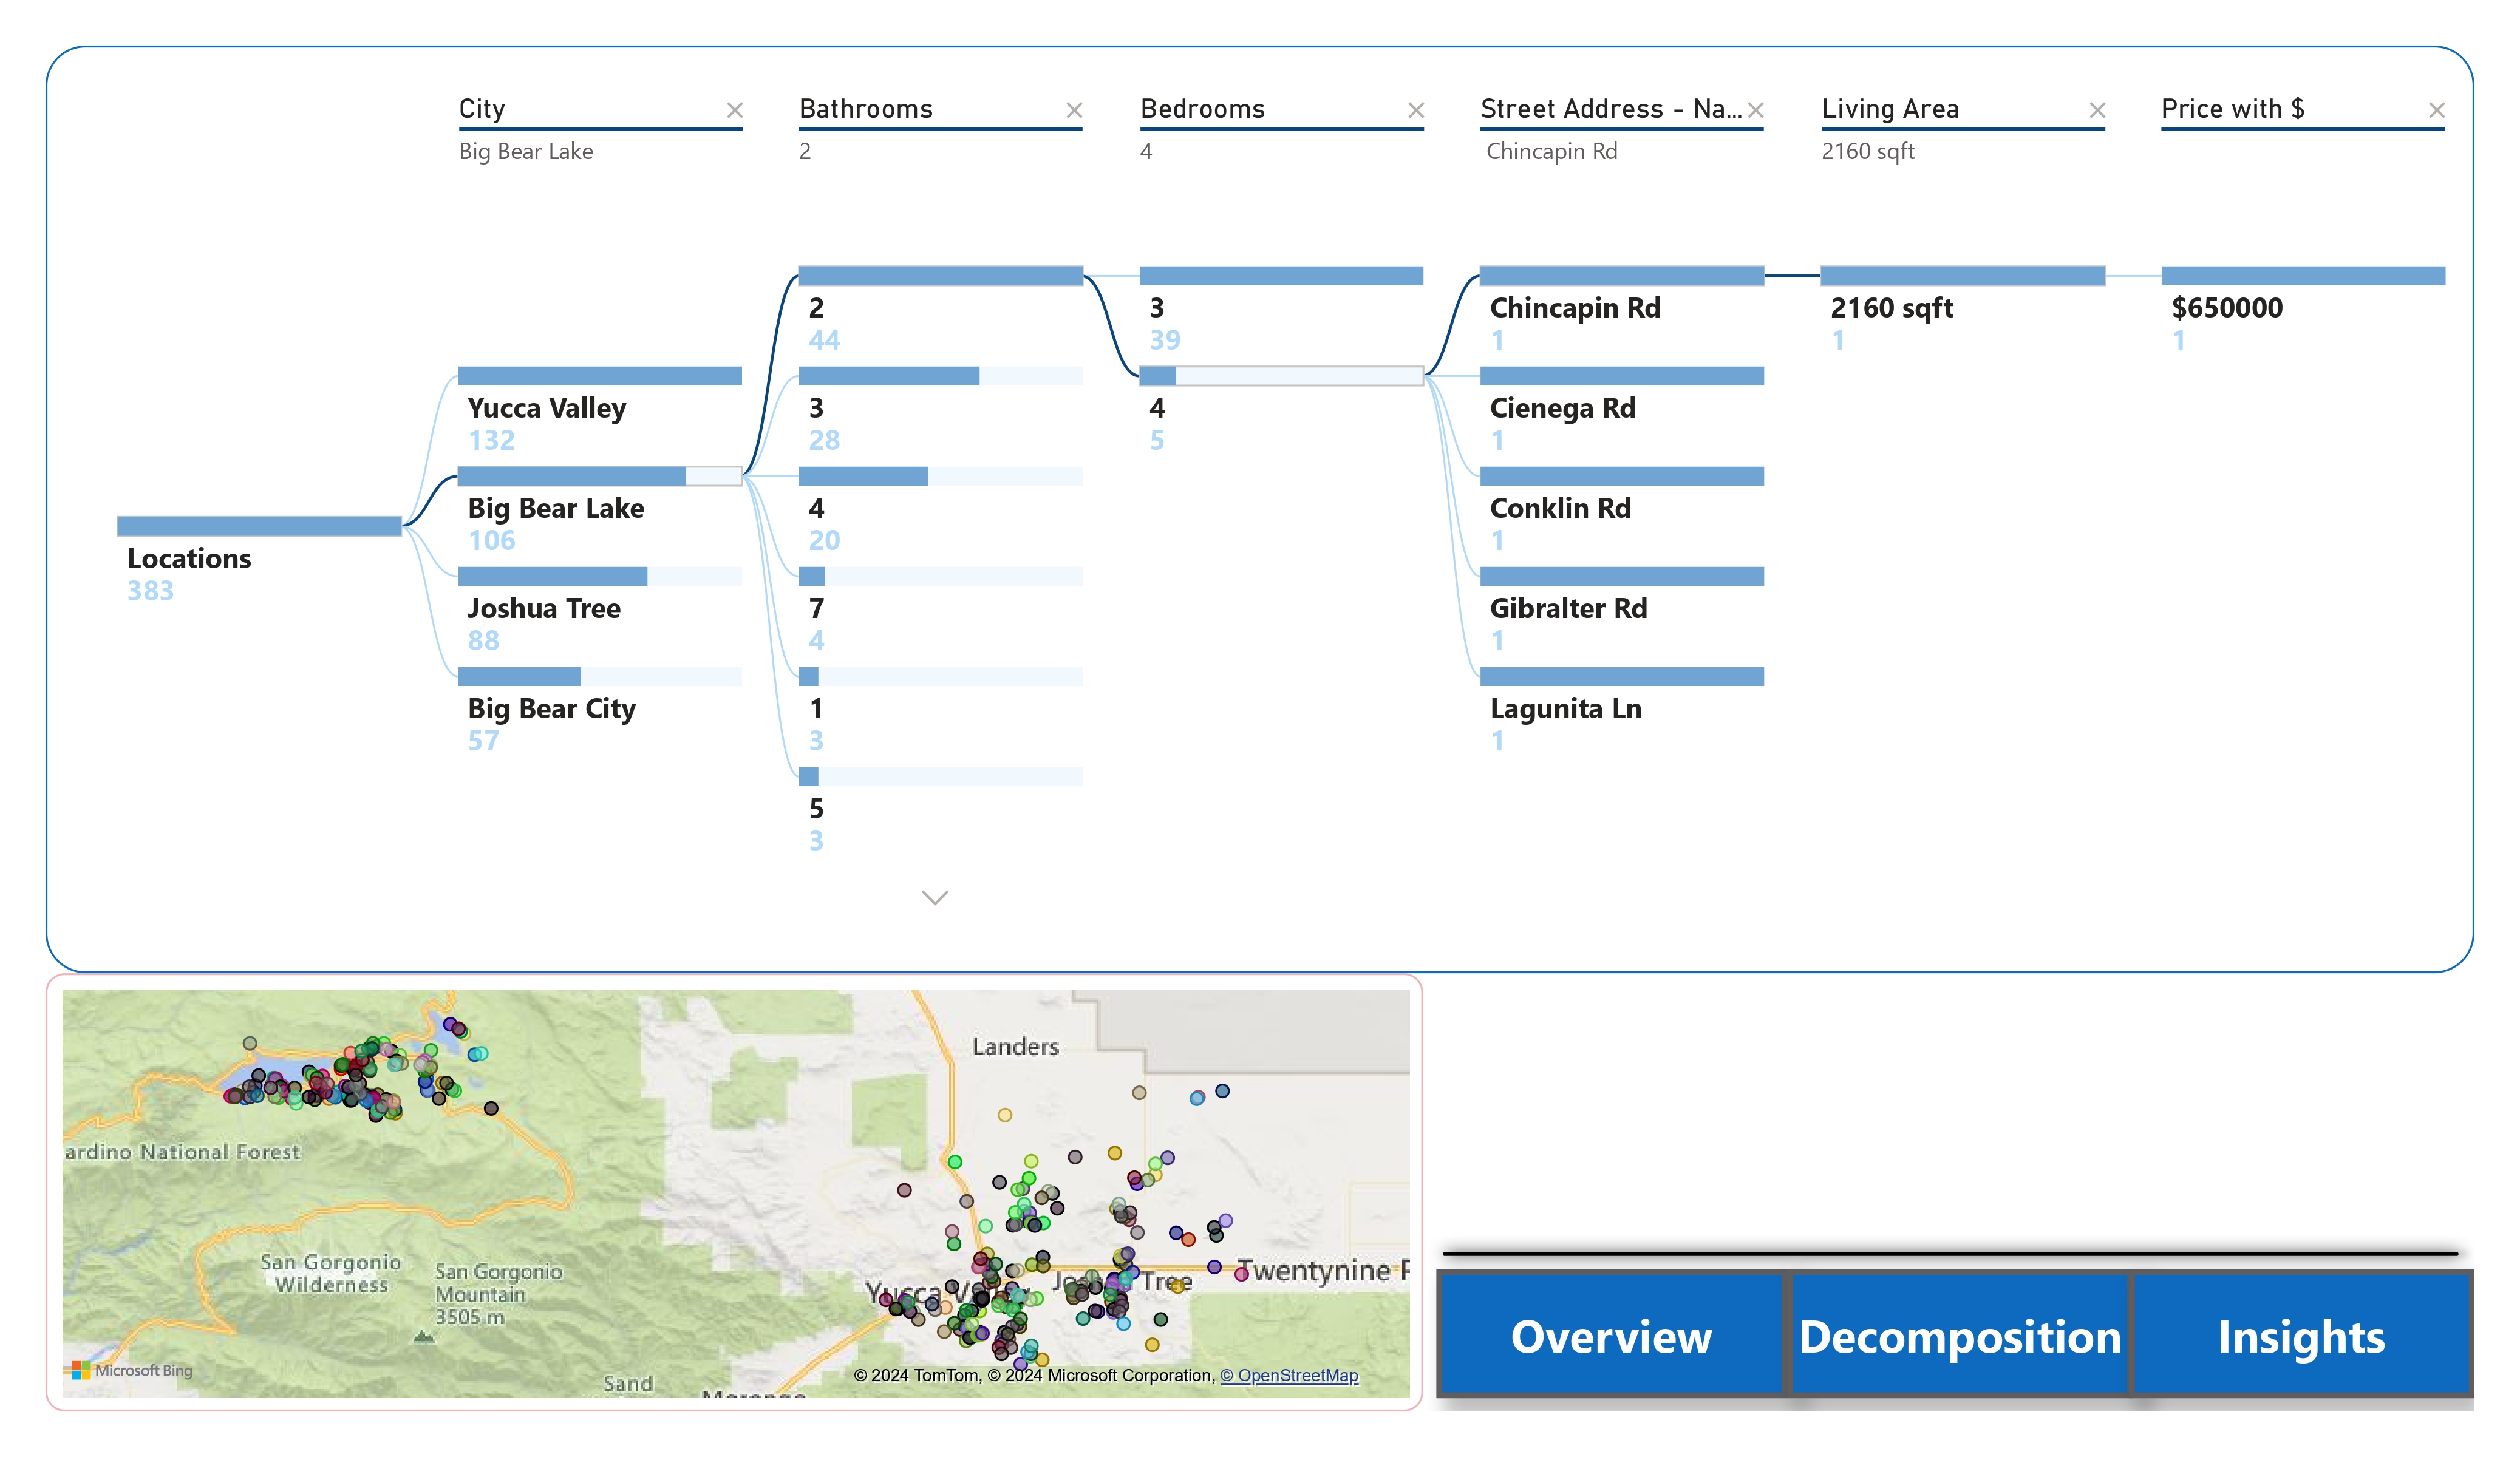 City
Bathrooms
Bedrooms
Street Address - Na...
Living Area
Price with $
Big Bear Lake
2
4
Chincapin Rd
2160 sqft
Locations
383
Yucca Valley
132
Big Bear Lake
106
Joshua Tree
88
Big Bear City
57
2
44
3
28
4
20
7
4
1
3
5
3
3
39
4
5
Chincapin Rd
1
Cienega Rd
1
Conklin Rd
1
Gibralter Rd
1
Lagunita Ln
1
2160 sqft
1
$650000
1
Landers
ardino National Forest
San Gorgonio
Wilderness
San Gorgonio
Mountain
3505 m
Yucca Valley
Joshua Tree
Twentynine P
Sand
Microsoft Bing
© 2024 TomTom, © 2024 Microsoft Corporation, © OpenStreetMap
Overview
Decomposition
Insights